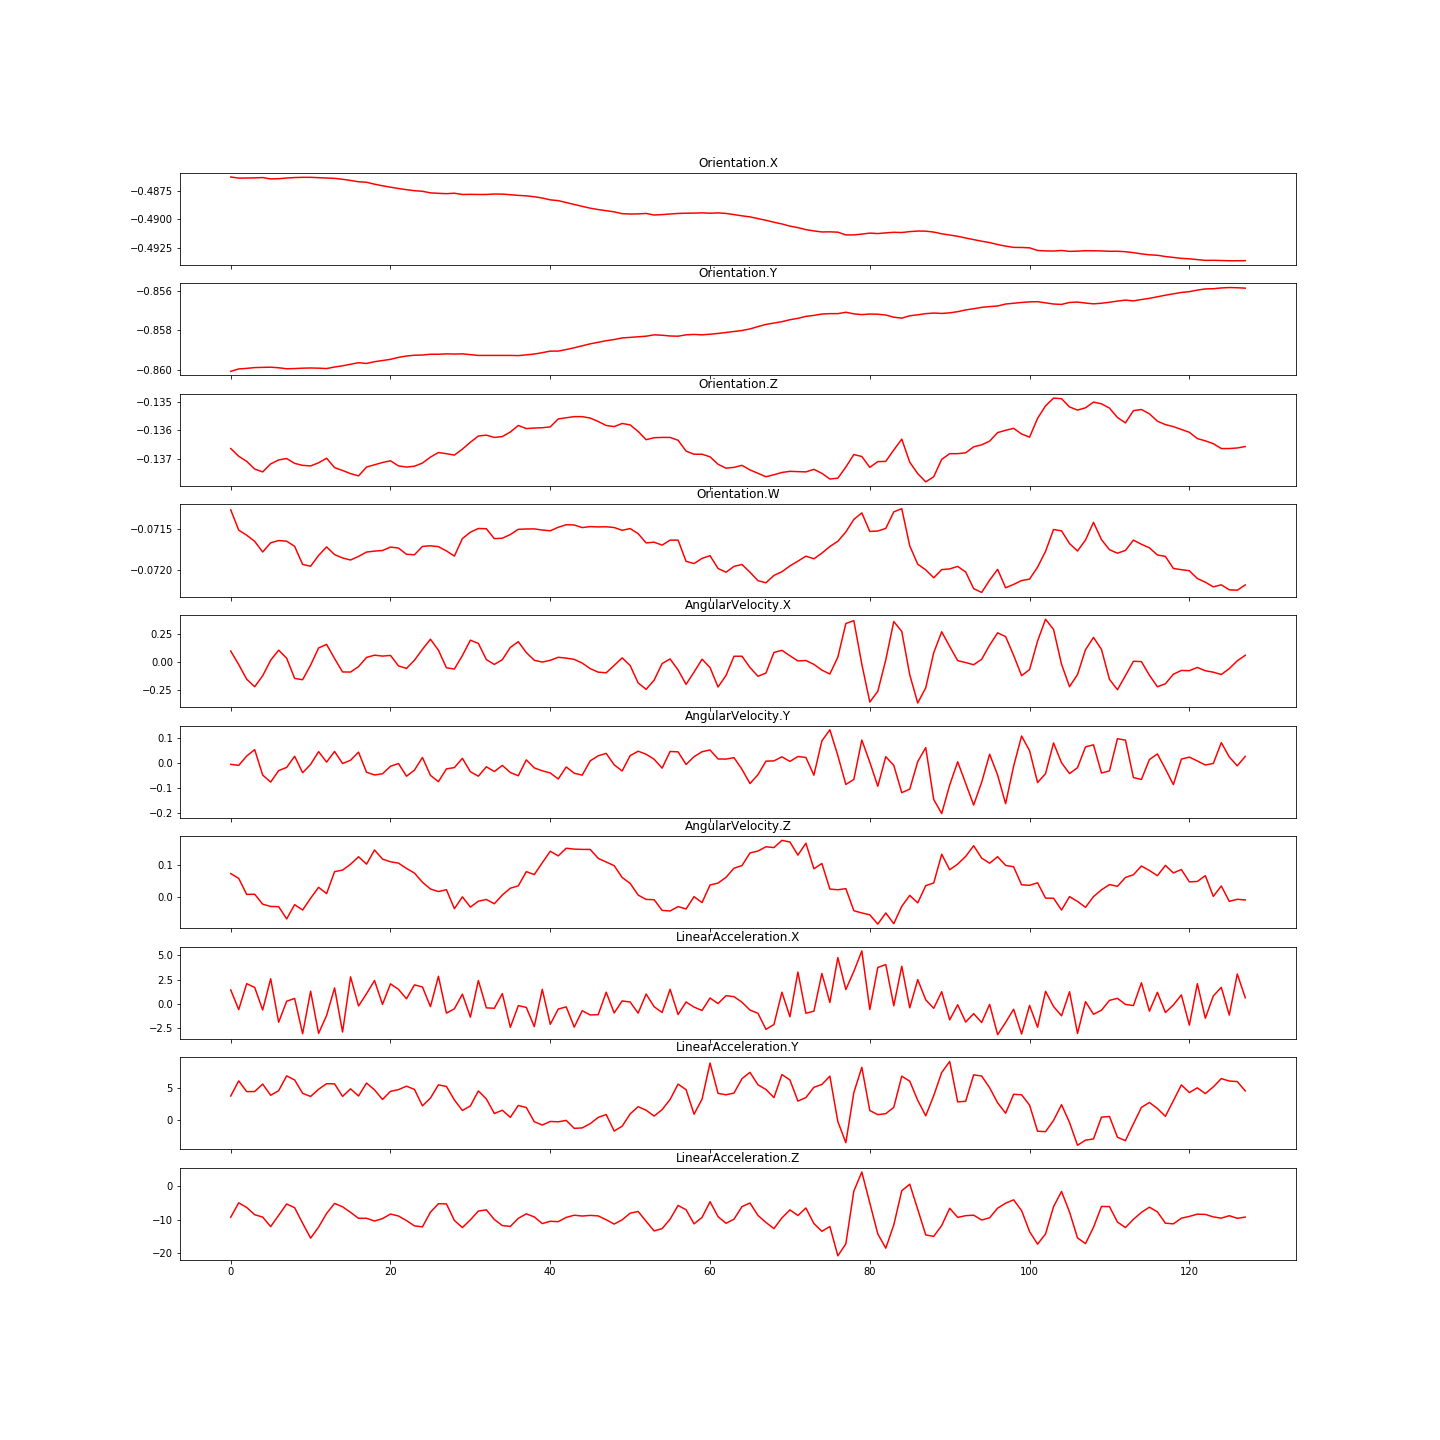 Orientation.X
−0.4875
−0.4900
−0.4925
Orientation.Y
−0.856
−0.858
−0.860
Orientation.Z
−0.135
−0.136
−0.137
Orientation.W
−0.0715
−0.0720
AngularVelocity.X
0.25
0.00
−0.25
AngularVelocity.Y
0.1
0.0
−0.1
−0.2
AngularVelocity.Z
0.1
0.0
LinearAcceleration.X
5.0
2.5
0.0
−2.5
LinearAcceleration.Y
5
0
LinearAcceleration.Z
0
−10
−20
0 20 40 60 80 100 120